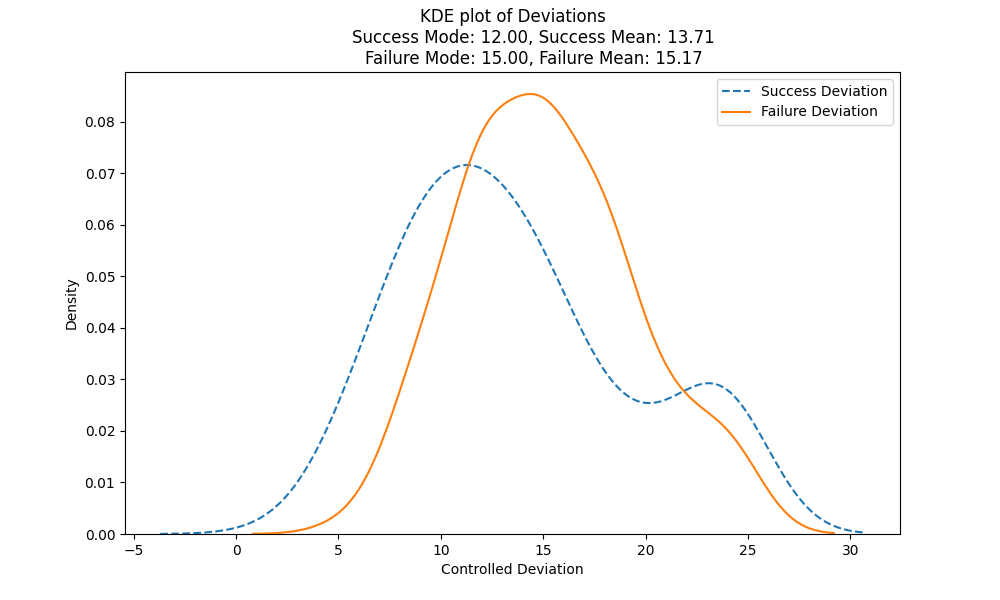 KDE plot of Deviations
Success Mode: 12.00, Success Mean: 13.71
Failure Mode: 15.00, Failure Mean: 15.17
Success Deviation
Failure Deviation
0.08
0.07
0.06
0.05
0.04
0.03
0.02
0.01
0.00
Density
−5 0 5 10 15 20 25 30
Controlled Deviation